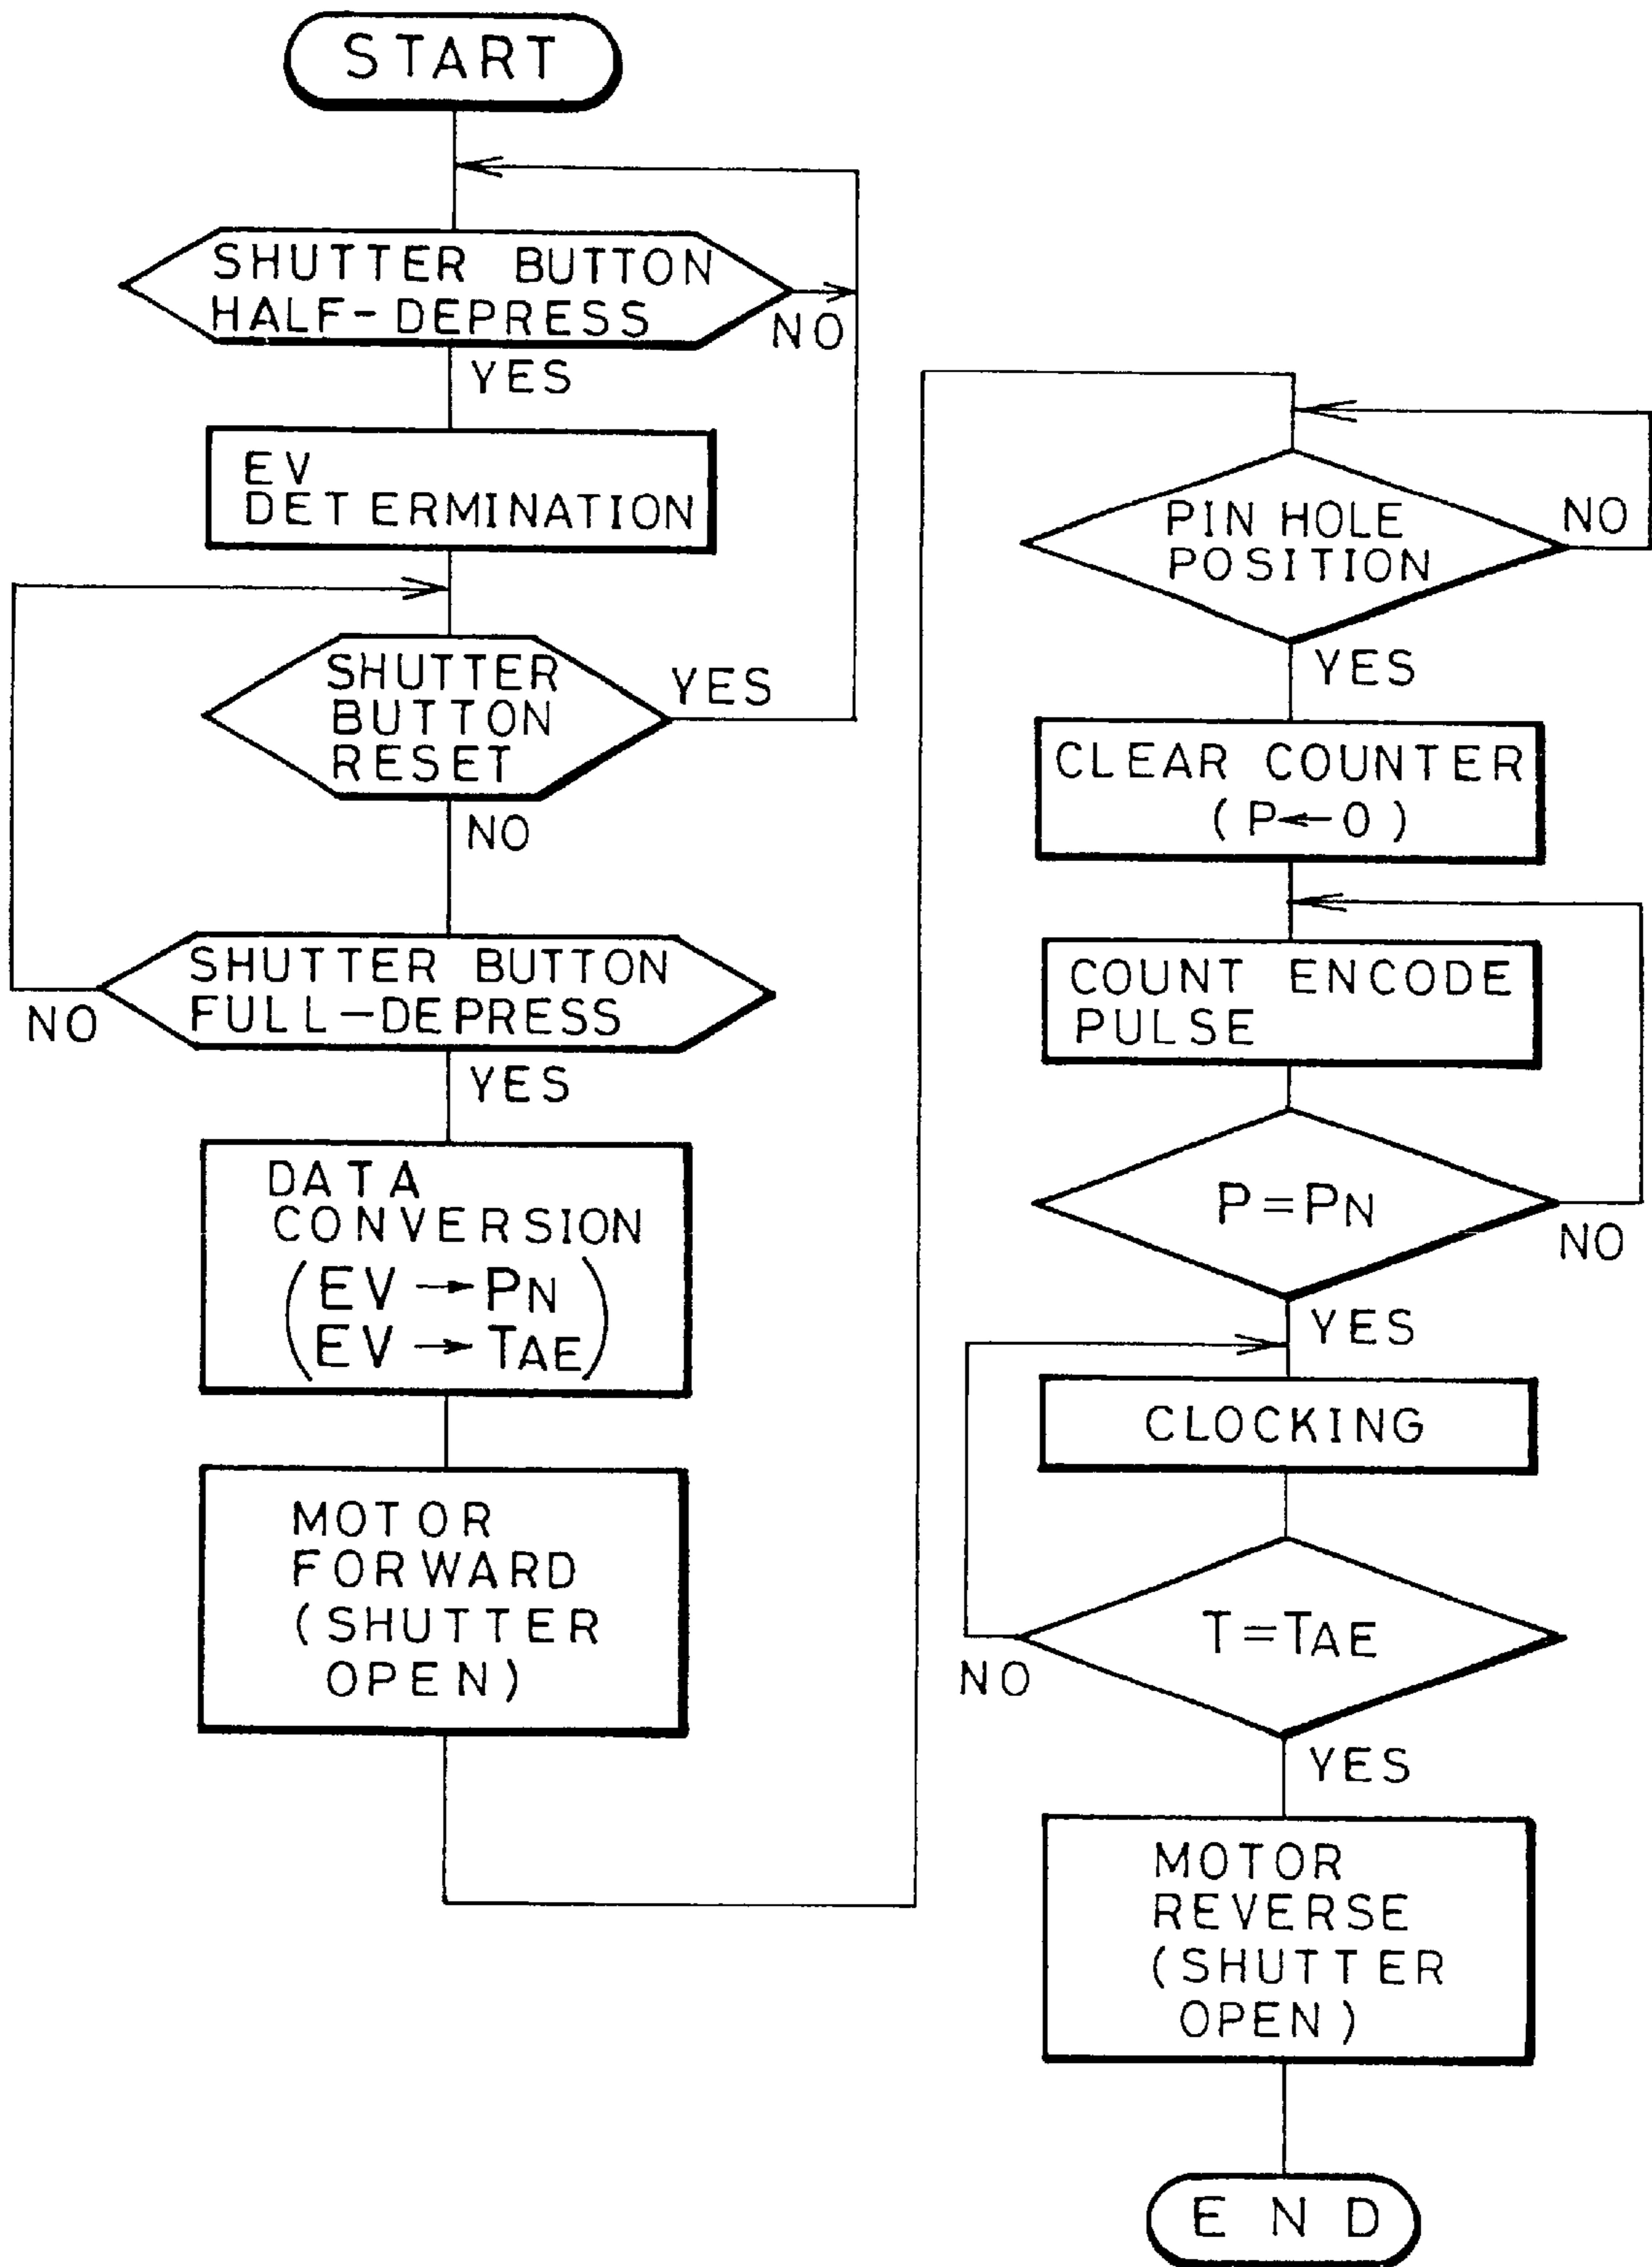 START
SHUTTER BUTTON
HALF-DEPRESS
NO
YES
EV
DETERMINATION
SHUTTER
BUTTON
RESET
YES
NO
SHUTTER BUTTON
FULL-DEPRESS
NO
YES
DATA
CONVERSION
(EV → PN
EV → TAE)
MOTOR
FORWARD
(SHUTTER
OPEN)
PIN HOLE
POSITION
NO
YES
CLEAR COUNTER
(P←0)
COUNT ENCODE
PULSE
P=PN
NO
YES
CLOCKING
T=TAE
NO
YES
MOTOR
REVERSE
(SHUTTER
OPEN)
END